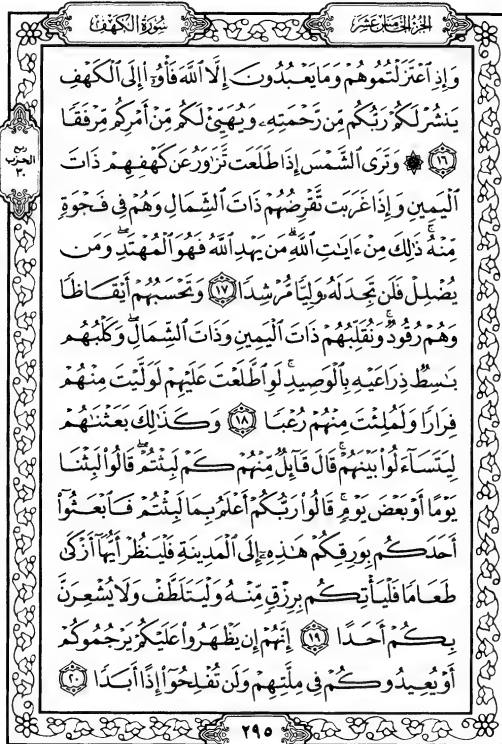 الجزء الخامس عشر
سورة الكهف
وَإِذِ ٱعۡتَزَلۡتُمُوهُمۡ وَمَا يَعۡبُدُونَ إِلَّا ٱللَّهَ فَأۡوُۥٓاْ إِلَى ٱلۡكَهۡفِ
يَنشُرۡ لَكُمۡ رَبُّكُم مِّن رَّحۡمَتِهِۦ وَيُهَيِّئۡ لَكُم مِّنۡ أَمۡرِكُم مِّرۡفَقٗا
١٦ ۞ وَتَرَى ٱلشَّمۡسَ إِذَا طَلَعَت تَّزَٰوَرُ عَن كَهۡفِهِمۡ ذَاتَ
ربع
الحزب
٣٠
ٱلۡيَمِينِ وَإِذَا غَرَبَت تَّقۡرِضُهُمۡ ذَاتَ ٱلشِّمَالِ وَهُمۡ فِي فَجۡوَةٖ
مِّنۡهُۚ ذَٰلِكَ مِنۡ ءَايَٰتِ ٱللَّهِۗ مَن يَهۡدِ ٱللَّهُ فَهُوَ ٱلۡمُهۡتَدِۖ وَمَن
يُضۡلِلۡ فَلَن تَجِدَ لَهُۥ وَلِيّٗا مُّرۡشِدٗا ١٧ وَتَحۡسَبُهُمۡ أَيۡقَاظٗا
وَهُمۡ رُقُودٞۚ وَنُقَلِّبُهُمۡ ذَاتَ ٱلۡيَمِينِ وَذَاتَ ٱلشِّمَالِۖ وَكَلۡبُهُم
بَٰسِطٞ ذِرَاعَيۡهِ بِٱلۡوَصِيدِۚ لَوِ ٱطَّلَعۡتَ عَلَيۡهِمۡ لَوَلَّيۡتَ مِنۡهُمۡ
فِرَارٗا وَلَمُلِئۡتَ مِنۡهُمۡ رُعۡبٗا ١٨ وَكَذَٰلِكَ بَعَثۡنَٰهُمۡ
لِيَتَسَآءَلُواْ بَيۡنَهُمۡۚ قَالَ قَآئِلٞ مِّنۡهُمۡ كَمۡ لَبِثۡتُمۡۖ قَالُواْ لَبِثۡنَا
يَوۡمًا أَوۡ بَعۡضَ يَوۡمٖۚ قَالُواْ رَبُّكُمۡ أَعۡلَمُ بِمَا لَبِثۡتُمۡ فَٱبۡعَثُوٓاْ
أَحَدَكُم بِوَرِقِكُمۡ هَٰذِهِۦٓ إِلَى ٱلۡمَدِينَةِ فَلۡيَنظُرۡ أَيُّهَآ أَزۡكَىٰ
طَعَامٗا فَلۡيَأۡتِكُم بِرِزۡقٖ مِّنۡهُ وَلۡيَتَلَطَّفۡ وَلَا يُشۡعِرَنَّ
بِكُمۡ أَحَدًا ١٩ إِنَّهُمۡ إِن يَظۡهَرُواْ عَلَيۡكُمۡ يَرۡجُمُوكُمۡ
أَوۡ يُعِيدُوكُمۡ فِي مِلَّتِهِمۡ وَلَن تُفۡلِحُوٓاْ إِذًا أَبَدٗا ٢٠
٢٩٥